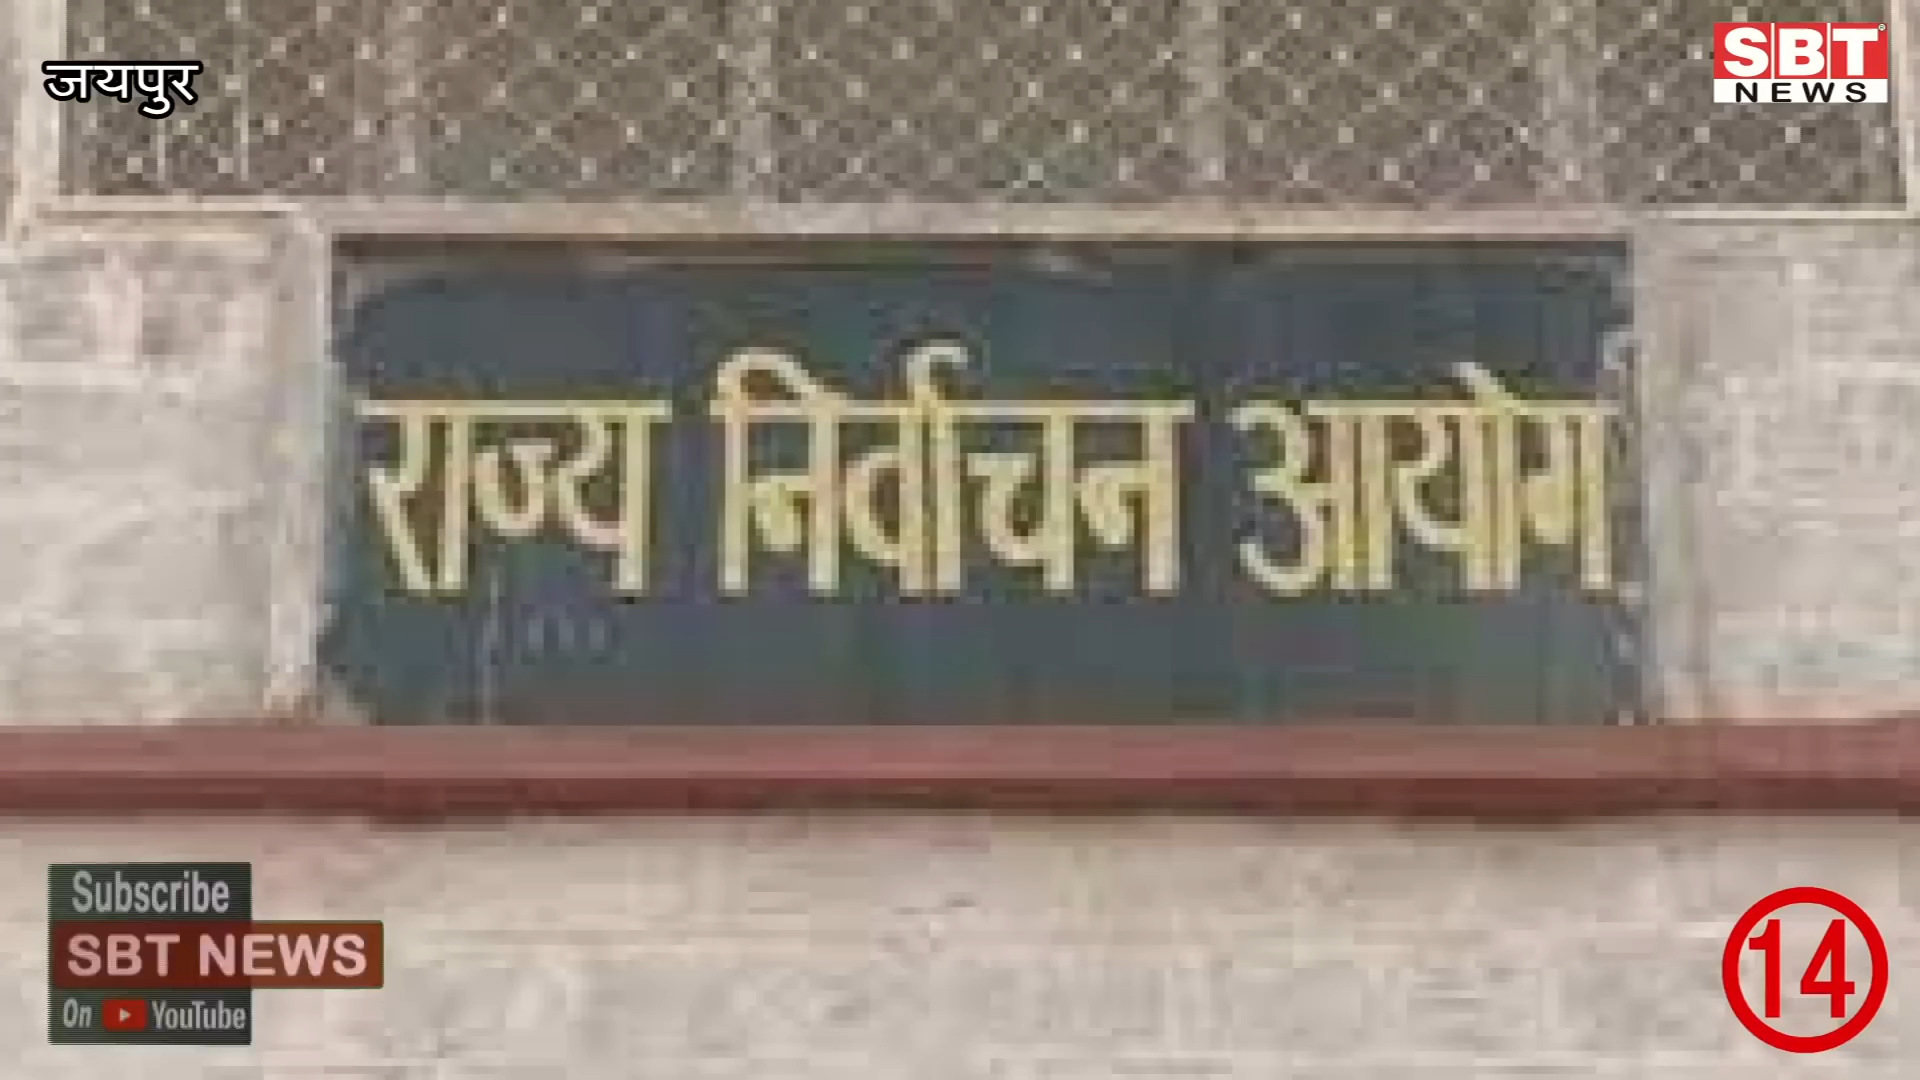 जयपुर
SBT
NEWS
राज्य निर्वाचन आयोग
Subscribe
SBT NEWS
On YouTube
14